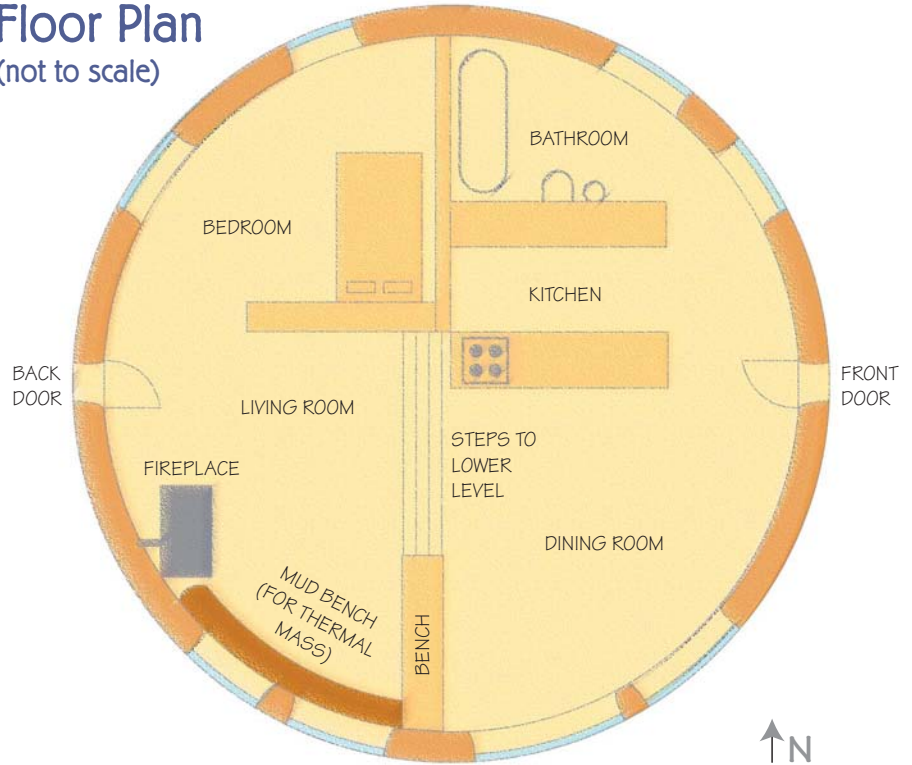 Floor Plan
(not to scale)
BATHROOM
BEDROOM
KITCHEN
BACK
DOOR
FRONT
DOOR
LIVING ROOM
STEPS TO
LOWER
LEVEL
FIREPLACE
DINING ROOM
MUD BENCH
(FOR THERMAL
MASS)
BENCH
N